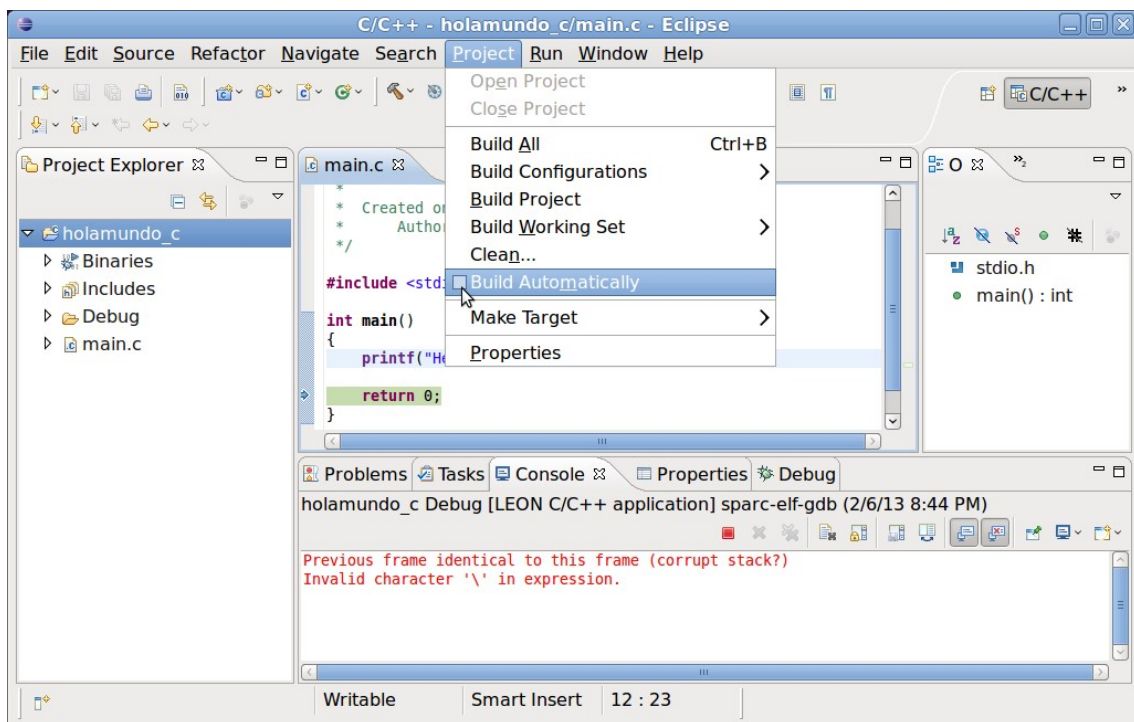 C/C++ - holamundo_c/main.c - Eclipse
File Edit Source Refactor Navigate Search Project Run Window Help
Open Project
Close Project
Build All Ctrl+B
Build Configurations
Build Project
Build Working Set
Clean...
Build Automatically
Make Target
Properties
010
C/C++
Project Explorer
holamundo_c
Binaries
Includes
Debug
main.c
main.c
*
* Created
* Autho
*/
#include <std
int main()
{
printf("He
return 0;
}
O
stdio.h
main() : int
Problems Tasks Console Properties Debug
holamundo_c Debug [LEON C/C++ application] sparc-elf-gdb (2/6/13 8:44 PM)
Previous frame identical to this frame (corrupt stack?)
Invalid character '\' in expression.
Writable Smart Insert 12 : 23